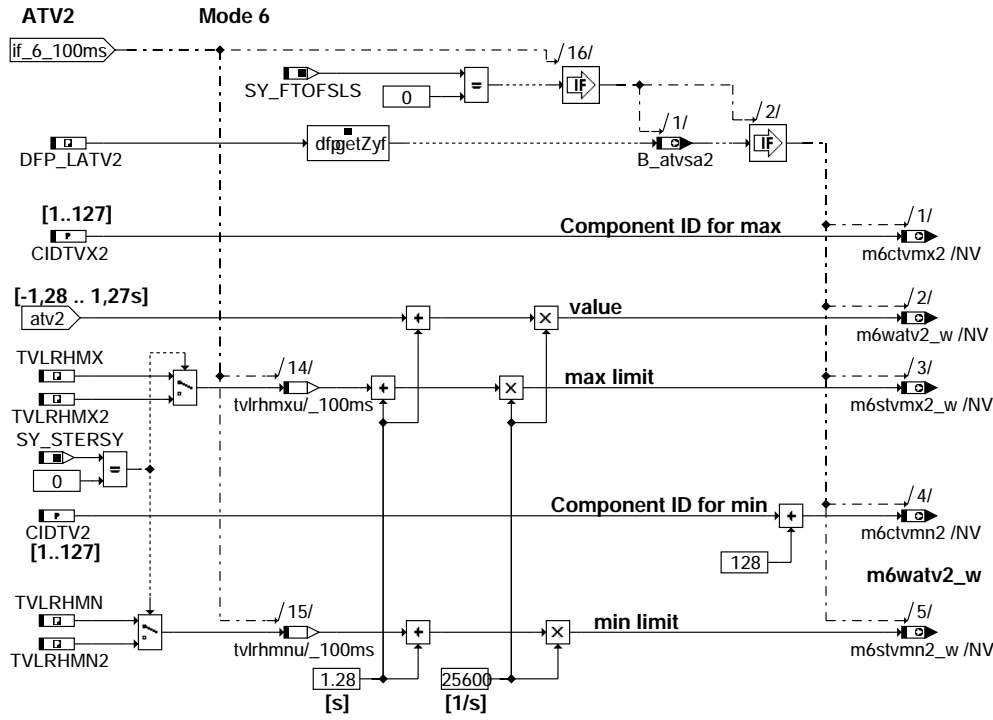 ATV2 Mode 6
if_6_100ms
/16/
SY_FTOFSLS
0
=
IF
/2/
/1/
DFP_LATV2
dfpgetZyf
B_atvsa2
IF
[1..127]
CIDTVX2
Component ID for max
/1/
m6ctvmx2 /NV
[-1,28 .. 1,27s]
atv2
+
×
value
/2/
m6watv2_w /NV
TVLRHMX
TVLRHMX2
/14/
tvlrhmxu/_100ms
+
×
max limit
/3/
m6stvmx2_w /NV
SY_STERSY
0
=
CIDTV2
[1..127]
Component ID for min
+
128
/4/
m6ctvmn2 /NV
m6watv2_w
TVLRHMN
TVLRHMN2
/15/
tvlrhmnu/_100ms
+
×
min limit
/5/
m6stvmn2_w /NV
1.28
[s]
25600
[1/s]